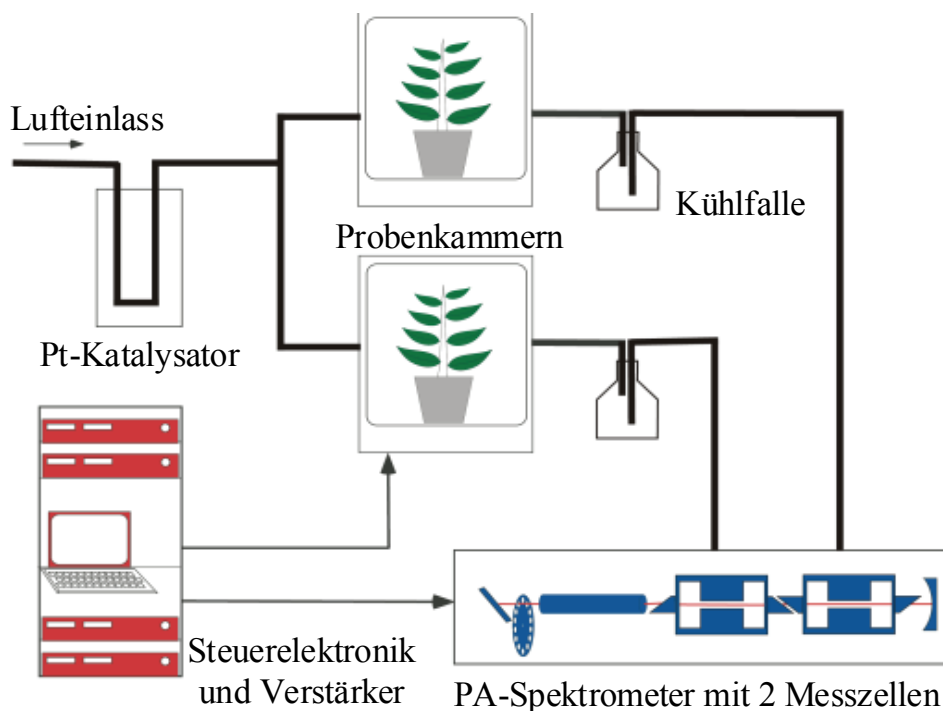 Lufteinlass
Kühlfalle
Probenkammern
Pt-Katalysator
Steuerelektronik
und Verstärker
PA-Spektrometer mit 2 Messzellen